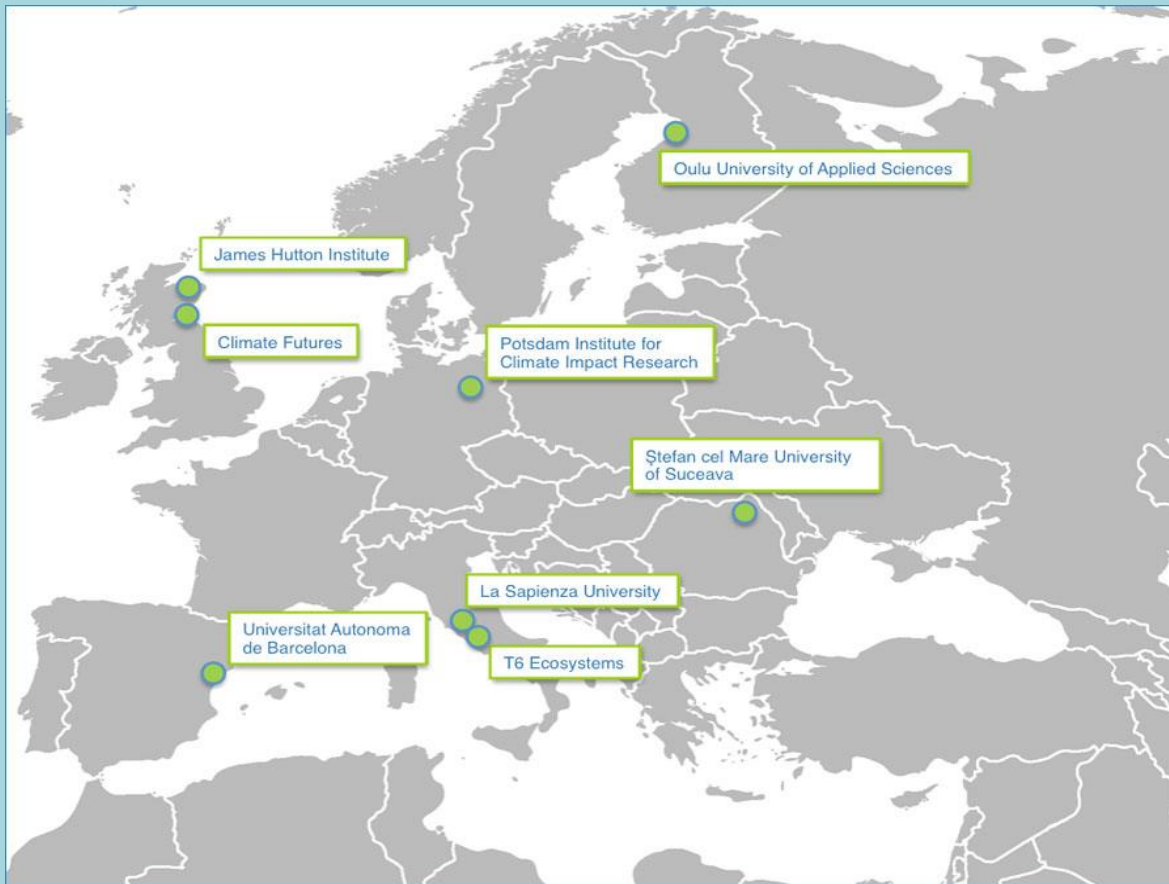 Oulu University of Applied Sciences
James Hutton Institute
Climate Futures
Potsdam Institute for
Climate Impact Research
Ștefan cel Mare University
of Suceava
La Sapienza University
Universitat Autonoma
de Barcelona
T6 Ecosystems